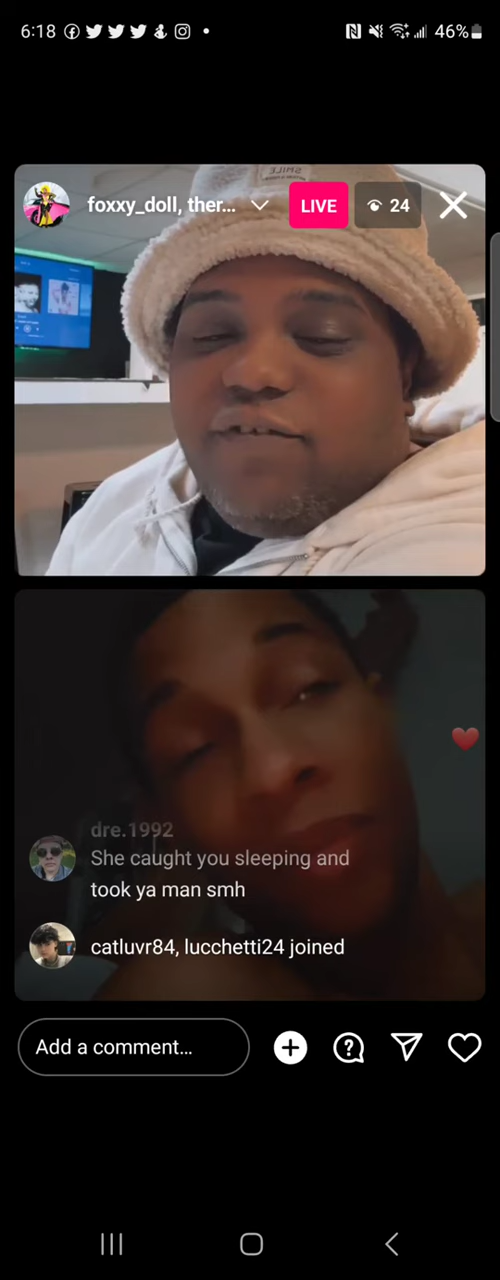 6:18
46%
SMILE
foxxy_doll, ther...
LIVE
24
dre.1992
She caught you sleeping and
took ya man smh
catluvr84, lucchetti24 joined
Add a comment...